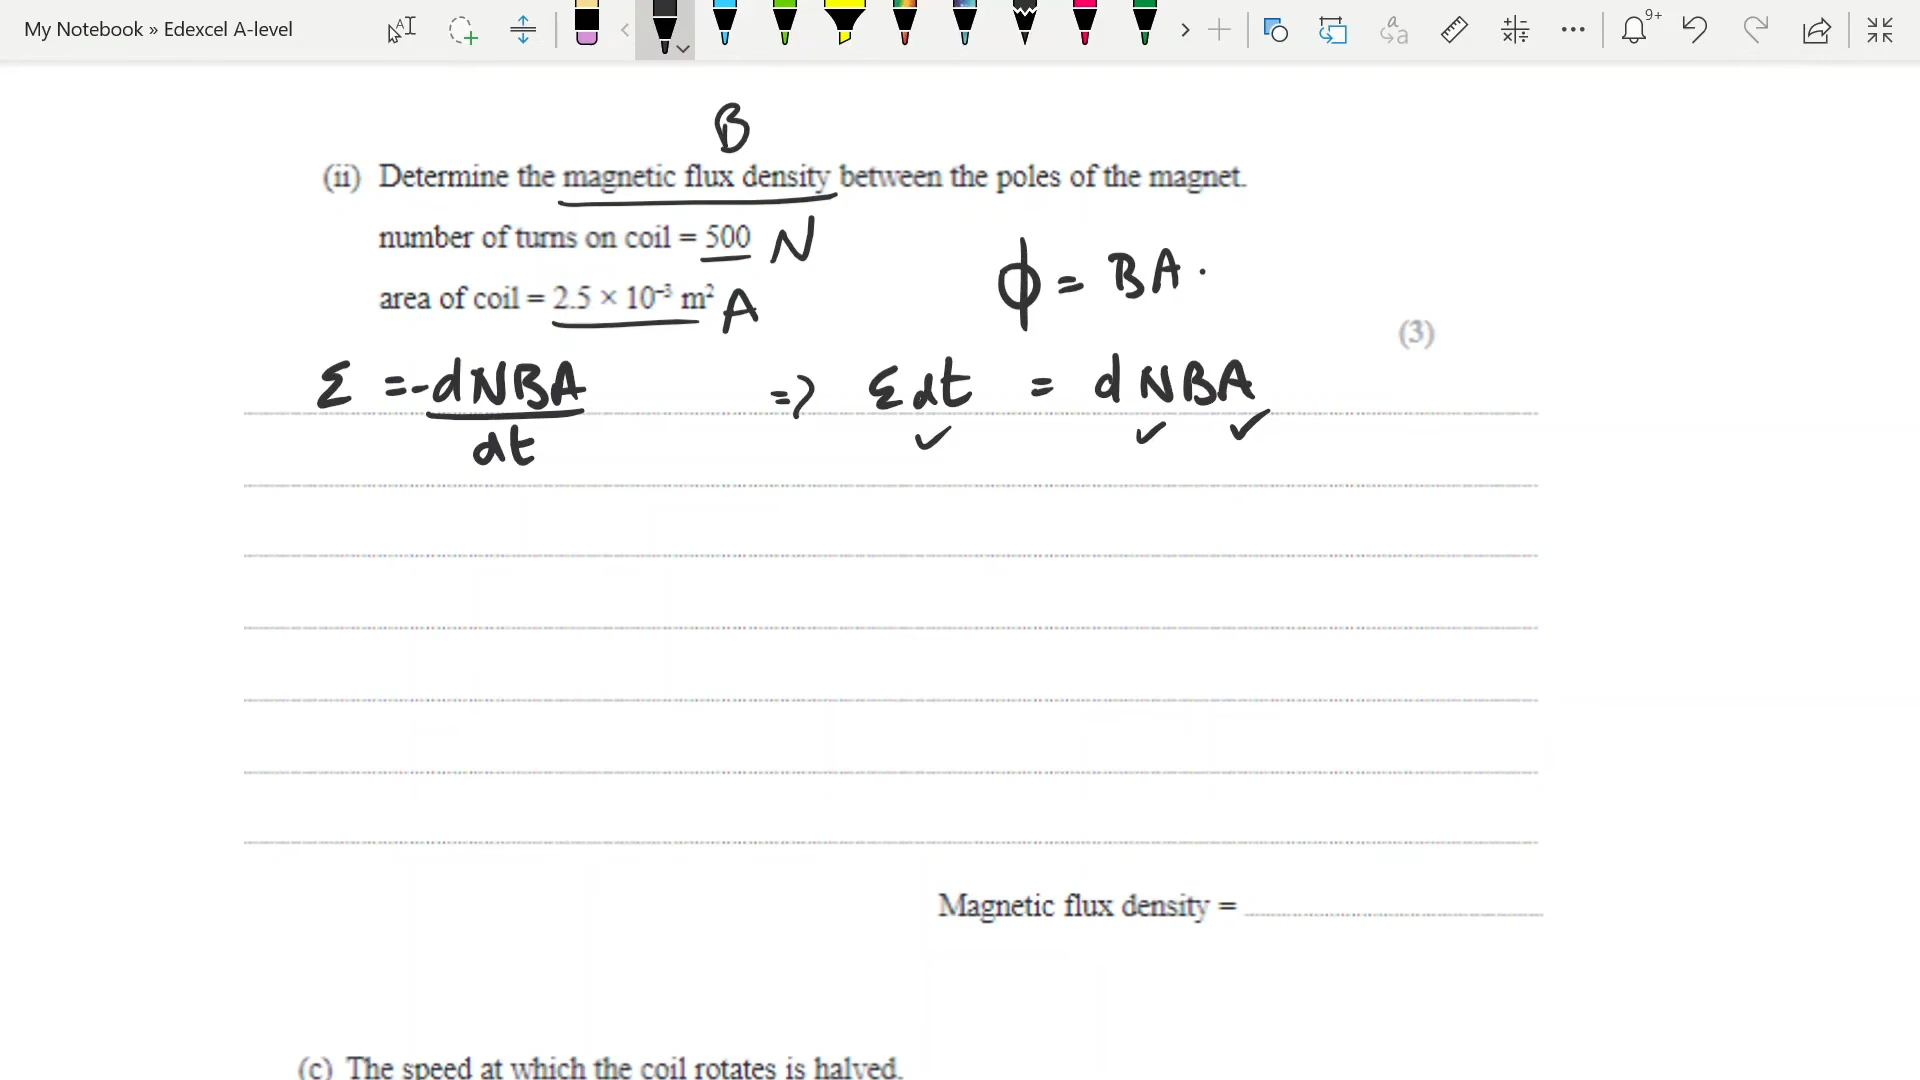 My Notebook » Edexcel A-level
9+
B
(ii) Determine the magnetic flux density between the poles of the magnet.
number of turns on coil = 500 N
area of coil = 2.5 × 10⁻³ m² A
ϕ = BA.
(3)
Ɛ = -dNBA/dt => Ɛdt = dNBA
Magnetic flux density =
(c) The speed at which the coil rotates is halved.